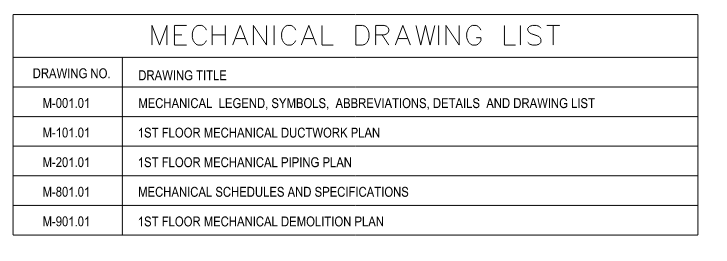 MECHANICAL DRAWING LIST
DRAWING NO. DRAWING TITLE
M-001.01 MECHANICAL LEGEND, SYMBOLS, ABBREVIATIONS, DETAILS AND DRAWING LIST
M-101.01 1ST FLOOR MECHANICAL DUCTWORK PLAN
M-201.01 1ST FLOOR MECHANICAL PIPING PLAN
M-801.01 MECHANICAL SCHEDULES AND SPECIFICATIONS
M-901.01 1ST FLOOR MECHANICAL DEMOLITION PLAN